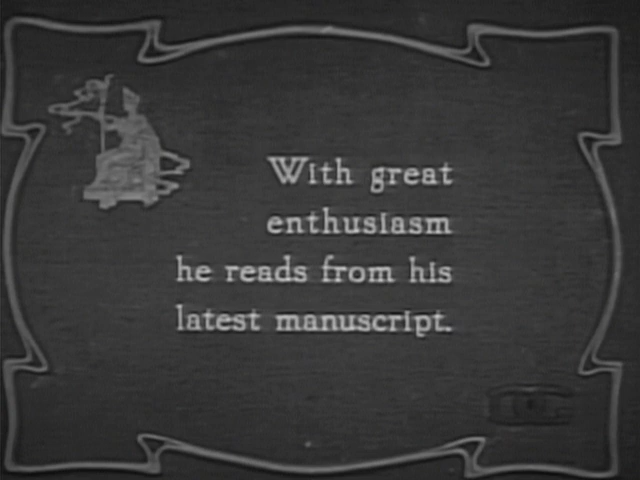 With great
enthusiasm
he reads from his
latest manuscript.